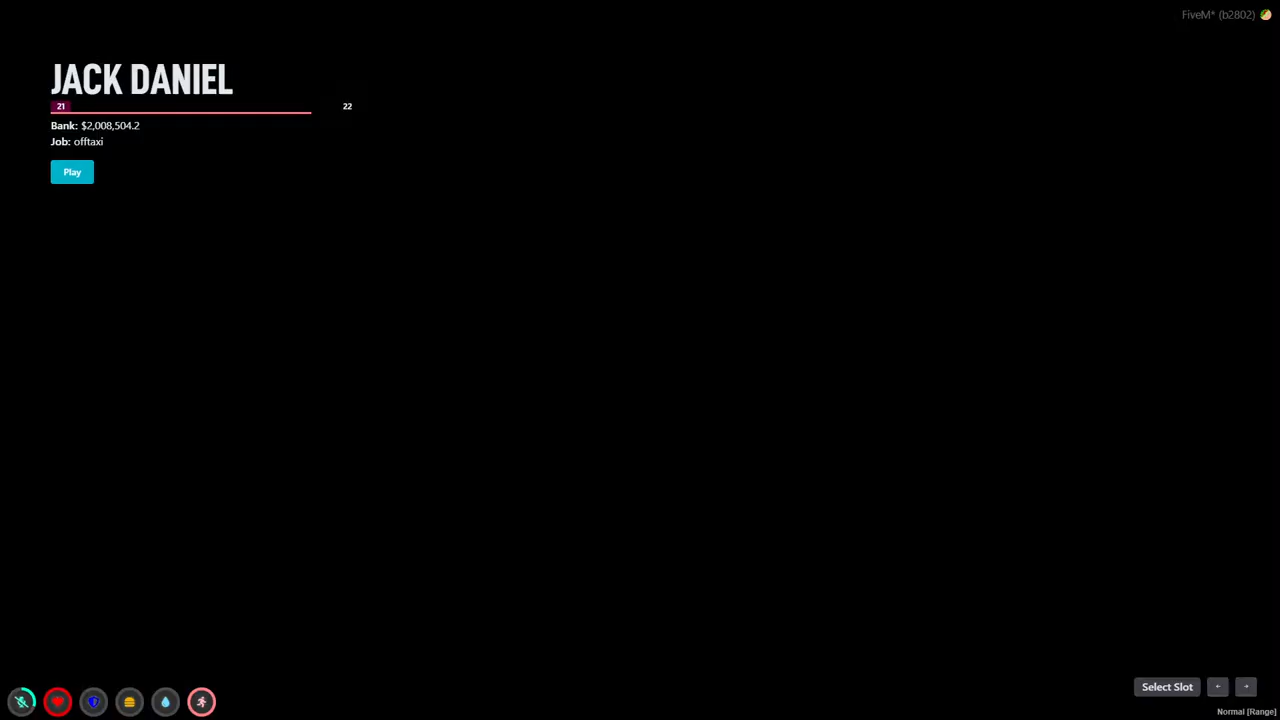 FiveM* (b2802)
JACK DANIEL
21 22
Bank: $2,008,504.2
Job: offtaxi
Play
Select Slot ← →
Normal [Range]